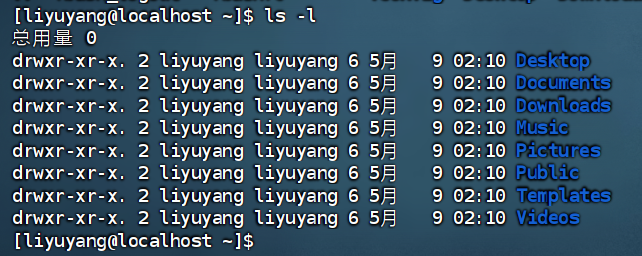 [liyuyang@localhost ~]$ ls -l
总用量 0
drwxr-xr-x. 2 liyuyang liyuyang 6 5月   9 02:10 Desktop
drwxr-xr-x. 2 liyuyang liyuyang 6 5月   9 02:10 Documents
drwxr-xr-x. 2 liyuyang liyuyang 6 5月   9 02:10 Downloads
drwxr-xr-x. 2 liyuyang liyuyang 6 5月   9 02:10 Music
drwxr-xr-x. 2 liyuyang liyuyang 6 5月   9 02:10 Pictures
drwxr-xr-x. 2 liyuyang liyuyang 6 5月   9 02:10 Public
drwxr-xr-x. 2 liyuyang liyuyang 6 5月   9 02:10 Templates
drwxr-xr-x. 2 liyuyang liyuyang 6 5月   9 02:10 Videos
[liyuyang@localhost ~]$